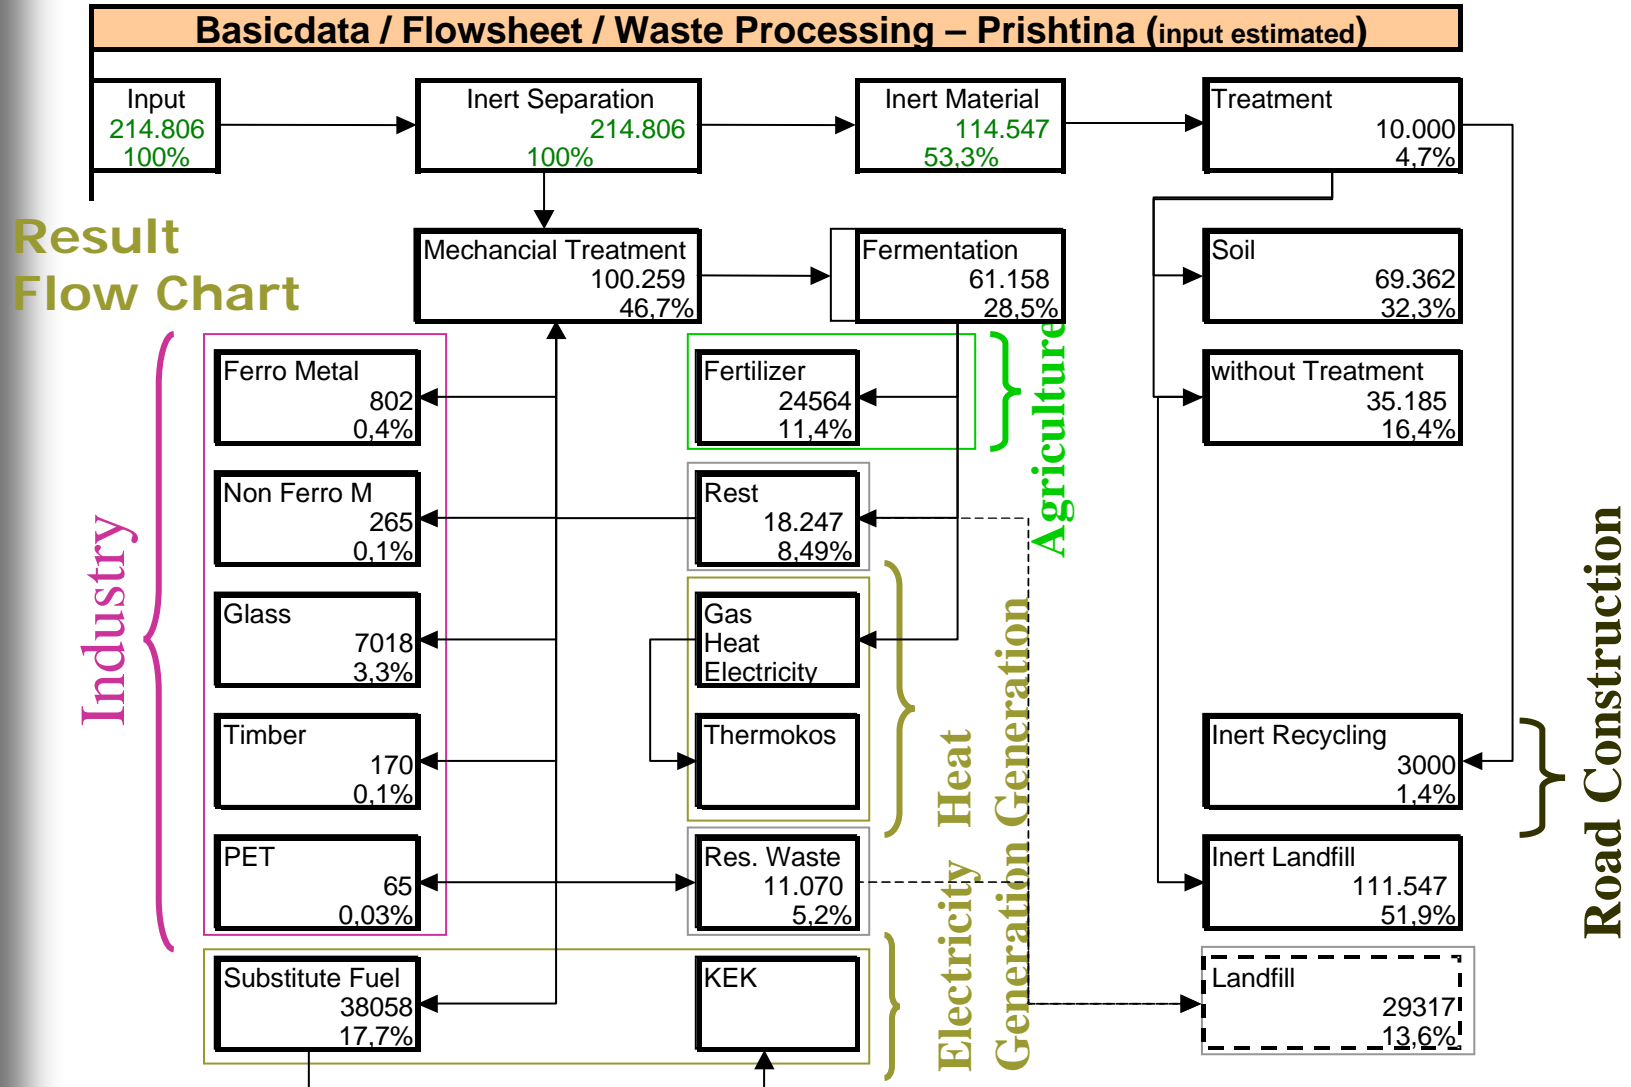 Basicdata / Flowsheet / Waste Processing – Prishtina (input estimated)
Input
214.806
100%
Inert Separation
214.806
100%
Inert Material
114.547
53,3%
Treatment
10.000
4,7%
Result
Flow Chart
Mechancial Treatment
100.259
46,7%
Fermentation
61.158
28,5%
Soil
69.362
32,3%
Ferro Metal
802
0,4%
Fertilizer
24564
11,4%
Agriculture
without Treatment
35.185
16,4%
Non Ferro M
265
0,1%
Rest
18.247
8,49%
Industry
Glass
7018
3,3%
Gas
Heat
Electricity
Heat
Generation
Road Construction
Timber
170
0,1%
Thermokos
Inert Recycling
3000
1,4%
PET
65
0,03%
Res. Waste
11.070
5,2%
Electricity
Generation
Inert Landfill
111.547
51,9%
Substitute Fuel
38058
17,7%
KEK
Landfill
29317
13,6%